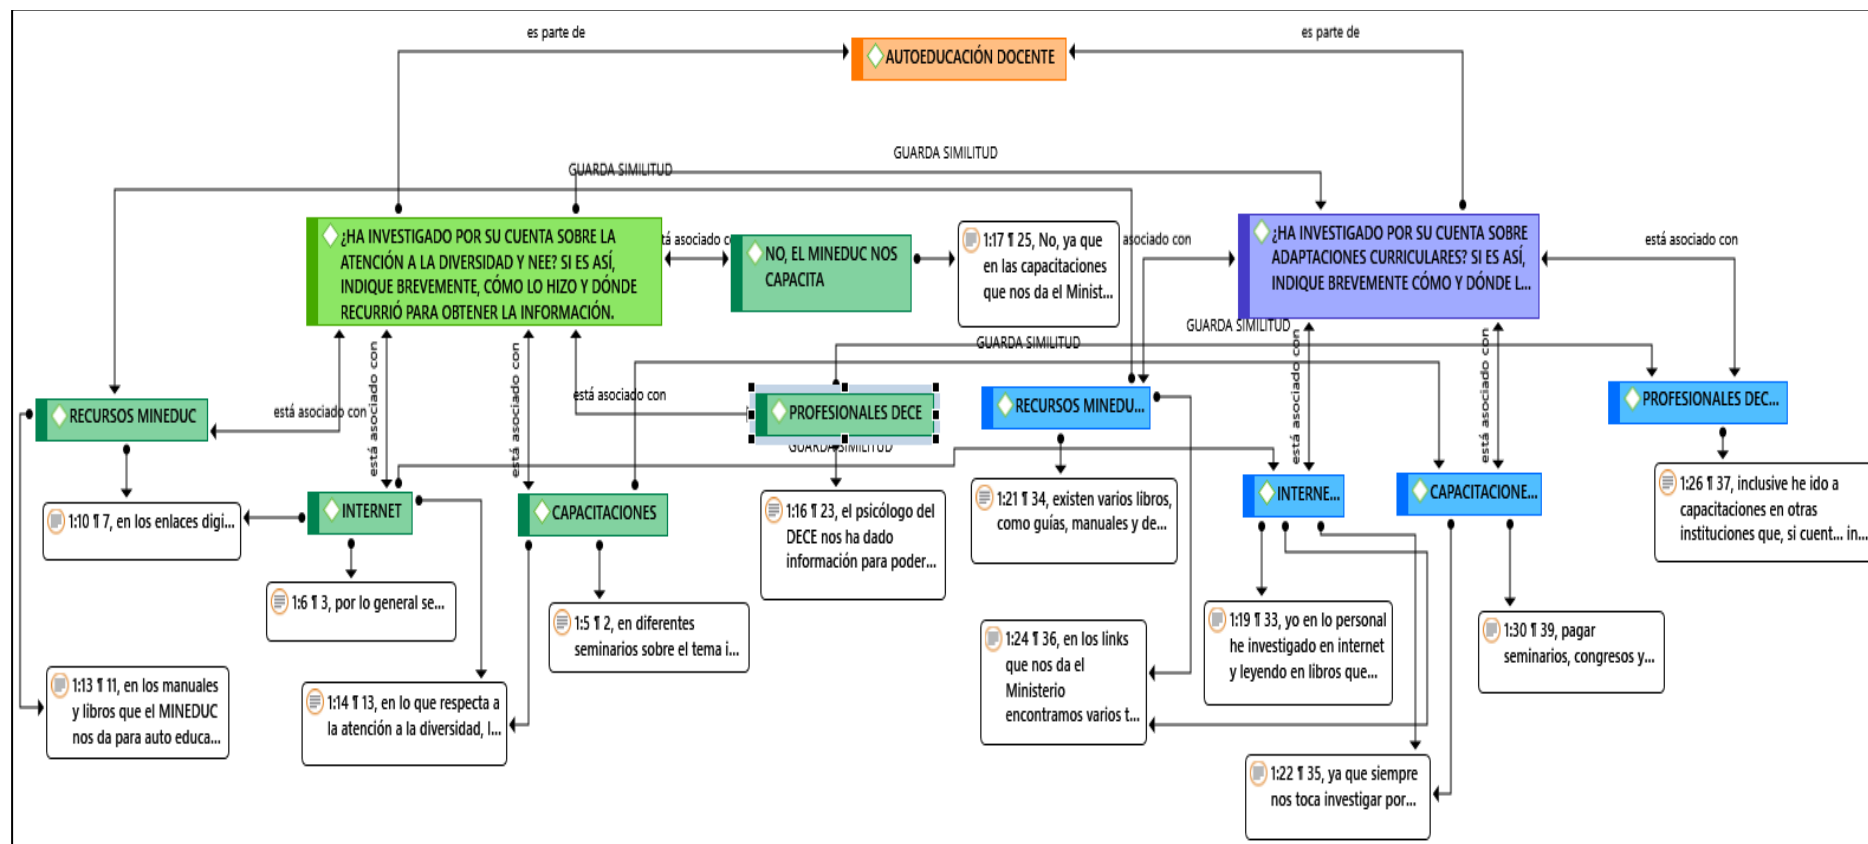 es parte de
es parte de
AUTOEDUCACIÓN DOCENTE
GUARDA SIMILITUD
GUARDA SIMILITUD
¿HA INVESTIGADO POR SU CUENTA SOBRE LA
ATENCIÓN A LA DIVERSIDAD Y NEE? SI ES ASÍ,
INDIQUE BREVEMENTE, CÓMO LO HIZO Y DÓNDE
RECURRIÓ PARA OBTENER LA INFORMACIÓN.
asociado
NO, EL MINEDUC NOS
CAPACITA
1:17 ¶ 25, No, ya que
en las capacitaciones
que nos da el Minist...
asociado con
¿HA INVESTIGADO POR SU CUENTA SOBRE
ADAPTACIONES CURRICULARES? SI ES ASÍ,
INDIQUE BREVEMENTE CÓMO Y DÓNDE L...
está asociado con
GUARDA SIMILITUD
GUARDA SIMILITUD
está asociado con
está asociado con
está asociado con
está asociado con
está asociado con
está asociado con
RECURSOS MINEDUC
PROFESIONALES DECE
RECURSOS MINEDU...
PROFESIONALES DEC...
GUARDA SIMILITUD
1:10 ¶ 7, en los enlaces digi...
INTERNET
CAPACITACIONES
1:16 ¶ 23, el psicólogo del
DECE nos ha dado
información para poder...
1:21 ¶ 34, existen varios libros,
como guías, manuales y de...
INTERNE...
CAPACITACIONE...
1:26 ¶ 37, inclusive he ido a
capacitaciones en otras
instituciones que, si cuent... in...
1:6 ¶ 3, por lo general se...
1:5 ¶ 2, en diferentes
seminarios sobre el tema i...
1:24 ¶ 36, en los links
que nos da el
Ministerio
encontramos varios t...
1:19 ¶ 33, yo en lo personal
he investigado en internet
y leyendo en libros que...
1:30 ¶ 39, pagar
seminarios, congresos y...
1:13 ¶ 11, en los manuales
y libros que el MINEDUC
nos da para auto educa...
1:14 ¶ 13, en lo que respecta a
la atención a la diversidad, l...
1:22 ¶ 35, ya que siempre
nos toca investigar por...